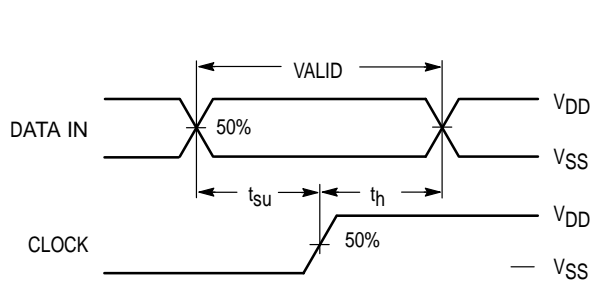 VALID
VDD
DATA IN
50%
VSS
tsu
th
VDD
CLOCK
50%
VSS